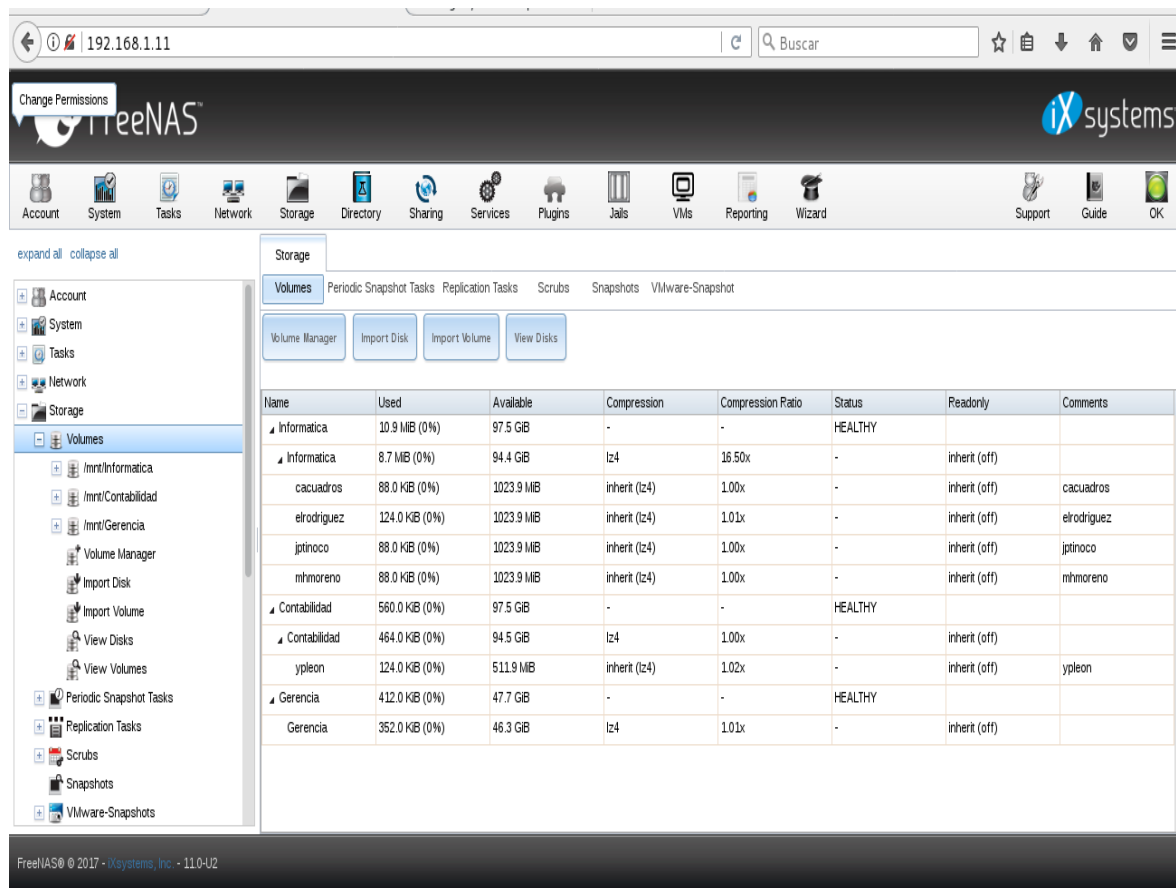 192.168.1.11
Buscar
Change Permissions
FreeNAS™
iX systems
Account System Tasks Network Storage Directory Sharing Services Plugins Jails VMs Reporting Wizard Support Guide OK
expand all collapse all
Account
System
Tasks
Network
Storage
Volumes
/mnt/Informatica
/mnt/Contabilidad
/mnt/Gerencia
Volume Manager
Import Disk
Import Volume
View Disks
View Volumes
Periodic Snapshot Tasks
Replication Tasks
Scrubs
Snapshots
VMware-Snapshots
Storage
Volumes Periodic Snapshot Tasks Replication Tasks Scrubs Snapshots VMware-Snapshot
Volume Manager Import Disk Import Volume View Disks
Name Used Available Compression Compression Ratio Status Readonly Comments
Informatica 10.9 MiB (0%) 97.5 GiB - - HEALTHY
Informatica 8.7 MiB (0%) 94.4 GiB lz4 16.50x - inherit (off)
cacuadros 88.0 KiB (0%) 1023.9 MiB inherit (lz4) 1.00x - inherit (off) cacuadros
elrodriguez 124.0 KiB (0%) 1023.9 MiB inherit (lz4) 1.01x - inherit (off) elrodriguez
jptinoco 88.0 KiB (0%) 1023.9 MiB inherit (lz4) 1.00x - inherit (off) jptinoco
mhmoreno 88.0 KiB (0%) 1023.9 MiB inherit (lz4) 1.00x - inherit (off) mhmoreno
Contabilidad 560.0 KiB (0%) 97.5 GiB - - HEALTHY
Contabilidad 464.0 KiB (0%) 94.5 GiB lz4 1.00x - inherit (off)
ypleon 124.0 KiB (0%) 511.9 MiB inherit (lz4) 1.02x - inherit (off) ypleon
Gerencia 412.0 KiB (0%) 47.7 GiB - - HEALTHY
Gerencia 352.0 KiB (0%) 46.3 GiB lz4 1.01x - inherit (off)
FreeNAS® © 2017 - iXsystems, Inc. - 11.0-U2